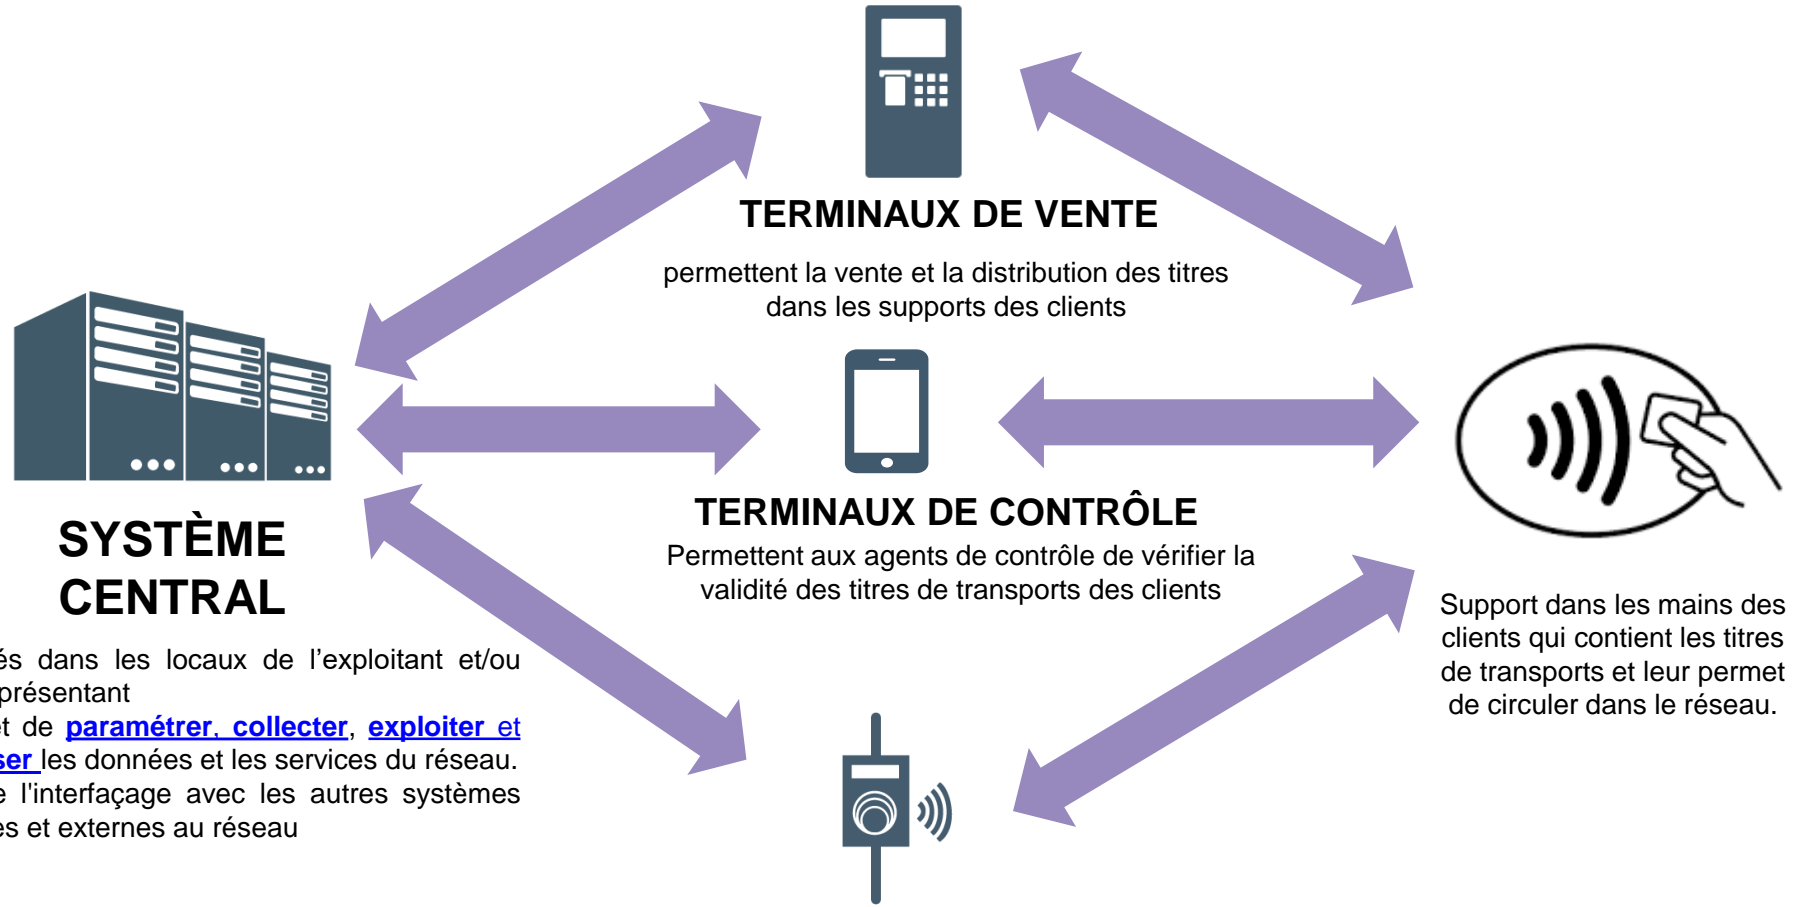 TERMINAUX DE VENTE
permettent la vente et la distribution des titres
dans les supports des clients
TERMINAUX DE CONTRÔLE
Permettent aux agents de contrôle de vérifier la
validité des titres de transports des clients
SYSTÈME
CENTRAL
dans les locaux de l’exploitant et/ou
présentant
de paramétrer, collecter, exploiter et
les données et les services du réseau.
l'interfaçage avec les autres systèmes
et externes au réseau
Support dans les mains des
clients qui contient les titres
de transports et leur permet
de circuler dans le réseau.